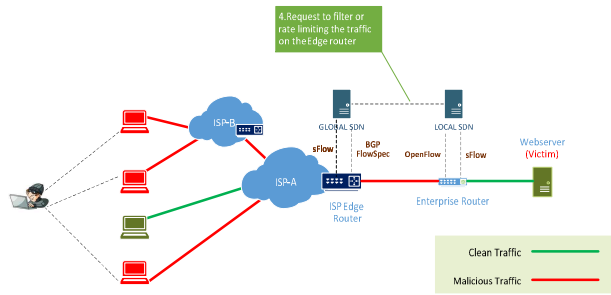 4.Request to filter or
rate limiting the traffic
on the Edge router
ISP-B
GLOBAL SDN
LOCAL SDN
sFlow
BGP
FlowSpec
OpenFlow
sFlow
Webserver
(Victim)
ISP-A
ISP Edge
Router
Enterprise Router
Clean Traffic
Malicious Traffic